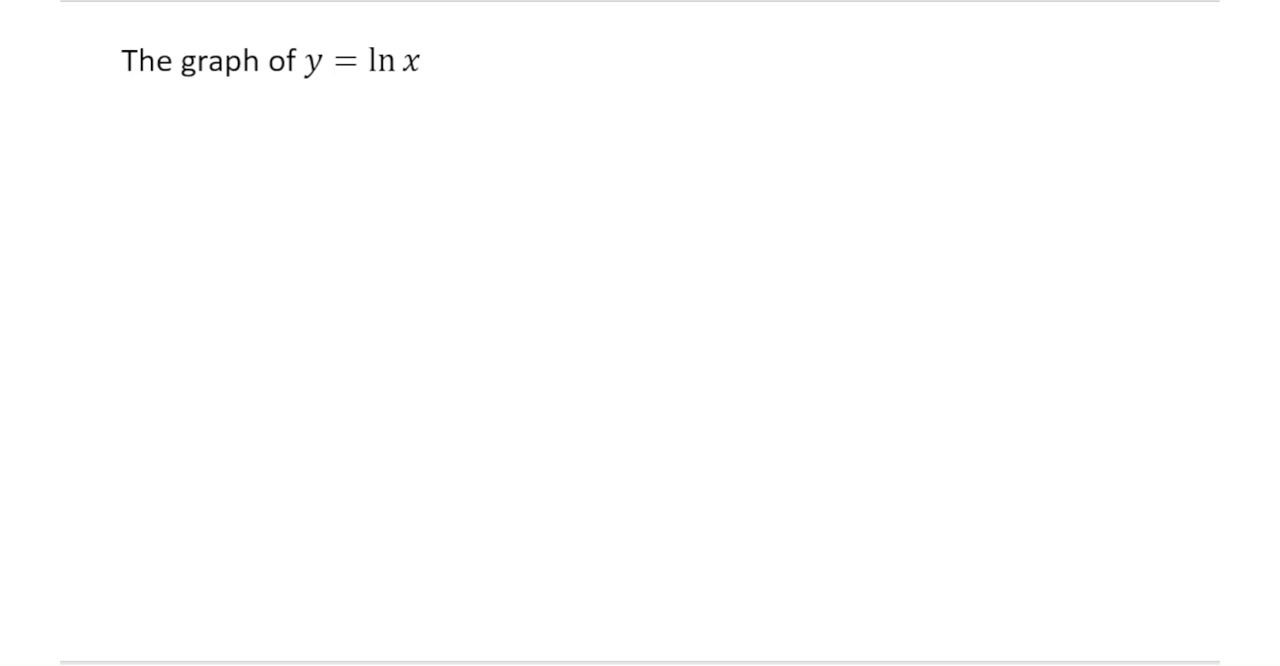 The graph of y = ln x